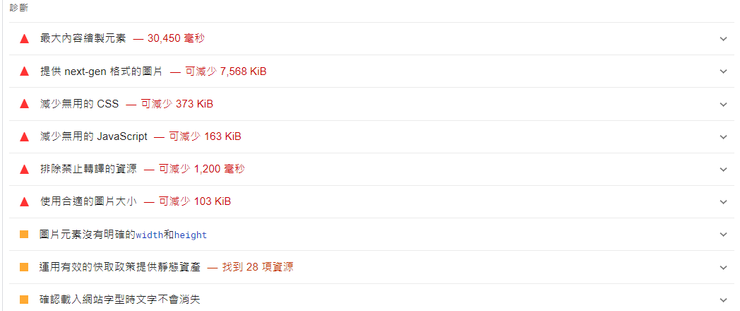 診斷
最大內容繪製元素 — 30,450 毫秒
提供 next-gen 格式的圖片 — 可減少 7,568 KiB
減少無用的 CSS — 可減少 373 KiB
減少無用的 JavaScript — 可減少 163 KiB
排除禁止轉譯的資源 — 可減少 1,200 毫秒
使用合適的圖片大小 — 可減少 103 KiB
圖片元素沒有明確的width和height
運用有效的快取政策提供靜態資產 — 找到 28 項資源
確認載入網站字型時文字不會消失